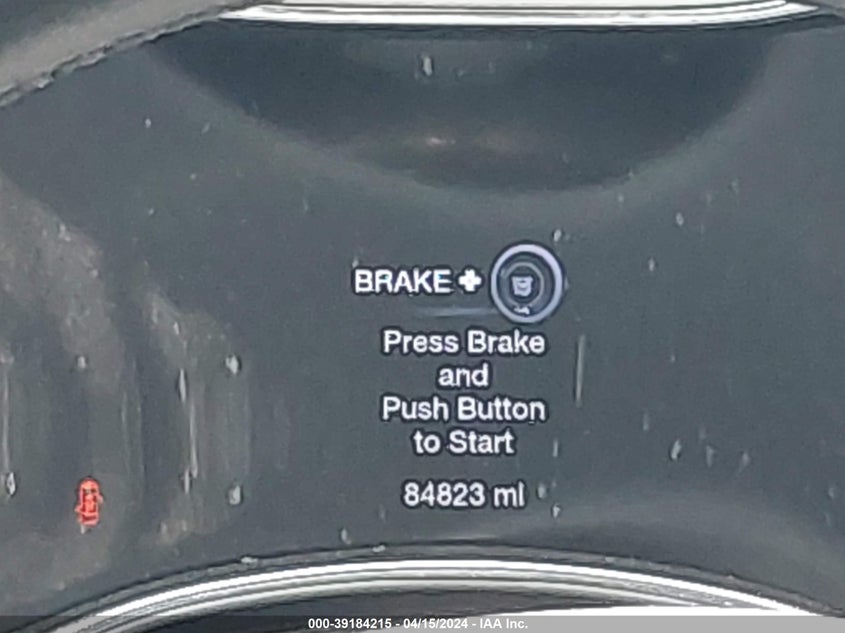 BRAKE +
Press Brake
and
Push Button
to Start
84823 mi
000-39184215 - 04/15/2024 - IAA Inc.